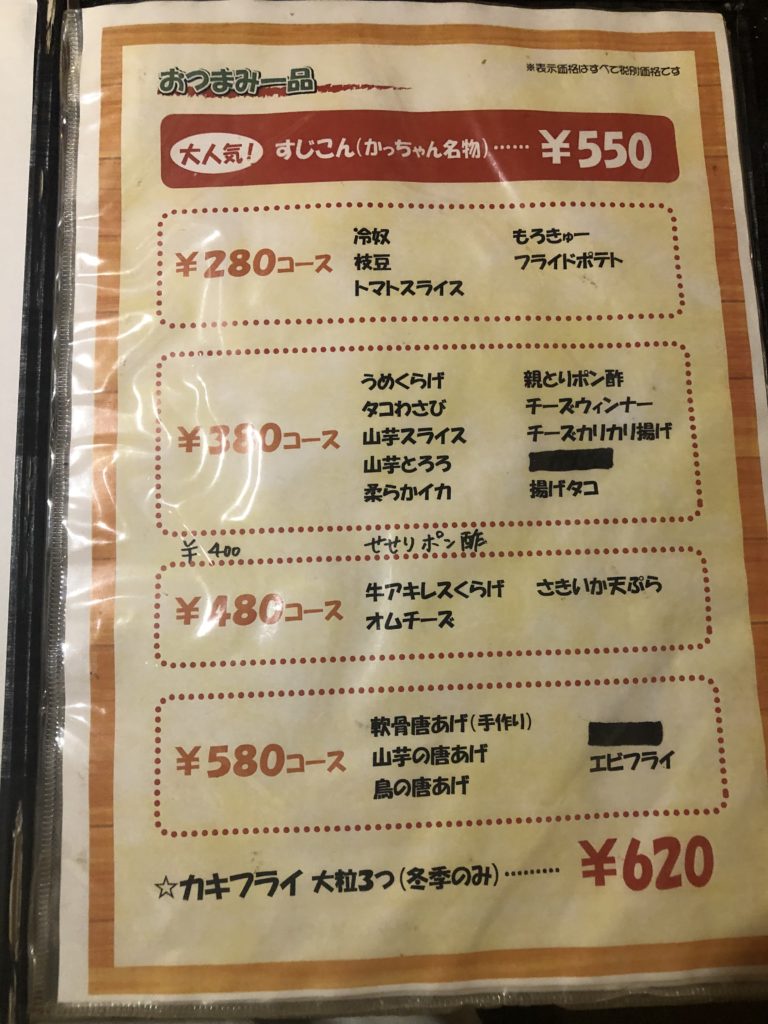 おつまみ一品
※表示価格はすべて税別価格です
大人気! すじこん(かっちゃん名物)…… ¥550
¥280コース
冷奴 もろきゅー
枝豆 フライドポテト
トマトスライス
¥380コース
うめくらげ 親とりポン酢
タコわさび チーズウィンナー
山芋スライス チーズカリカリ揚げ
山芋とろろ
柔らかイカ 揚げタコ
¥400 せせりポン酢
¥480コース
牛アキレスくらげ さきいか天ぷら
オムチーズ
¥580コース
軟骨唐あげ(手作り)
山芋の唐あげ エビフライ
鳥の唐あげ
☆カキフライ 大粒3つ(冬季のみ)……… ¥620